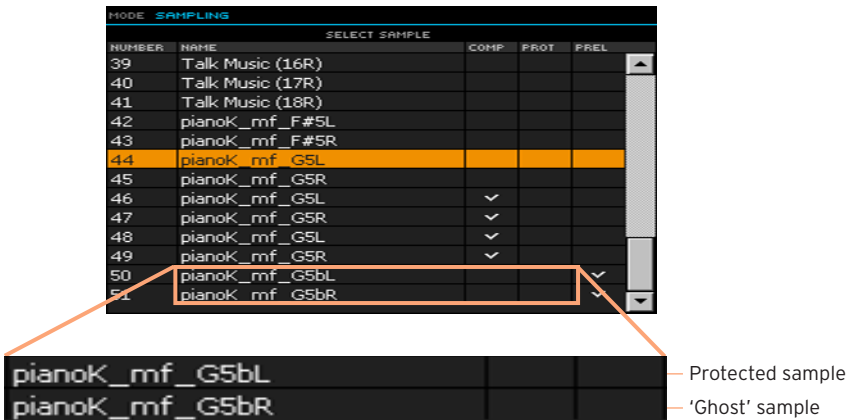 MODE SAMPLING
SELECT SAMPLE
NUMBER NAME COMP PROT PREL
39 Talk Music (16R)
40 Talk Music (17R)
41 Talk Music (18R)
42 pianoK_mf_F#5L
43 pianoK_mf_F#5R
44 pianoK_mf_G5L
45 pianoK_mf_G5R
46 pianoK_mf_G5L
47 pianoK_mf_G5R
48 pianoK_mf_G5L
49 pianoK_mf_G5R
50 pianoK_mf_G5bL
51 pianoK_mf_G5bR
pianoK_mf_G5bL Protected sample
pianoK_mf_G5bR ‘Ghost’ sample